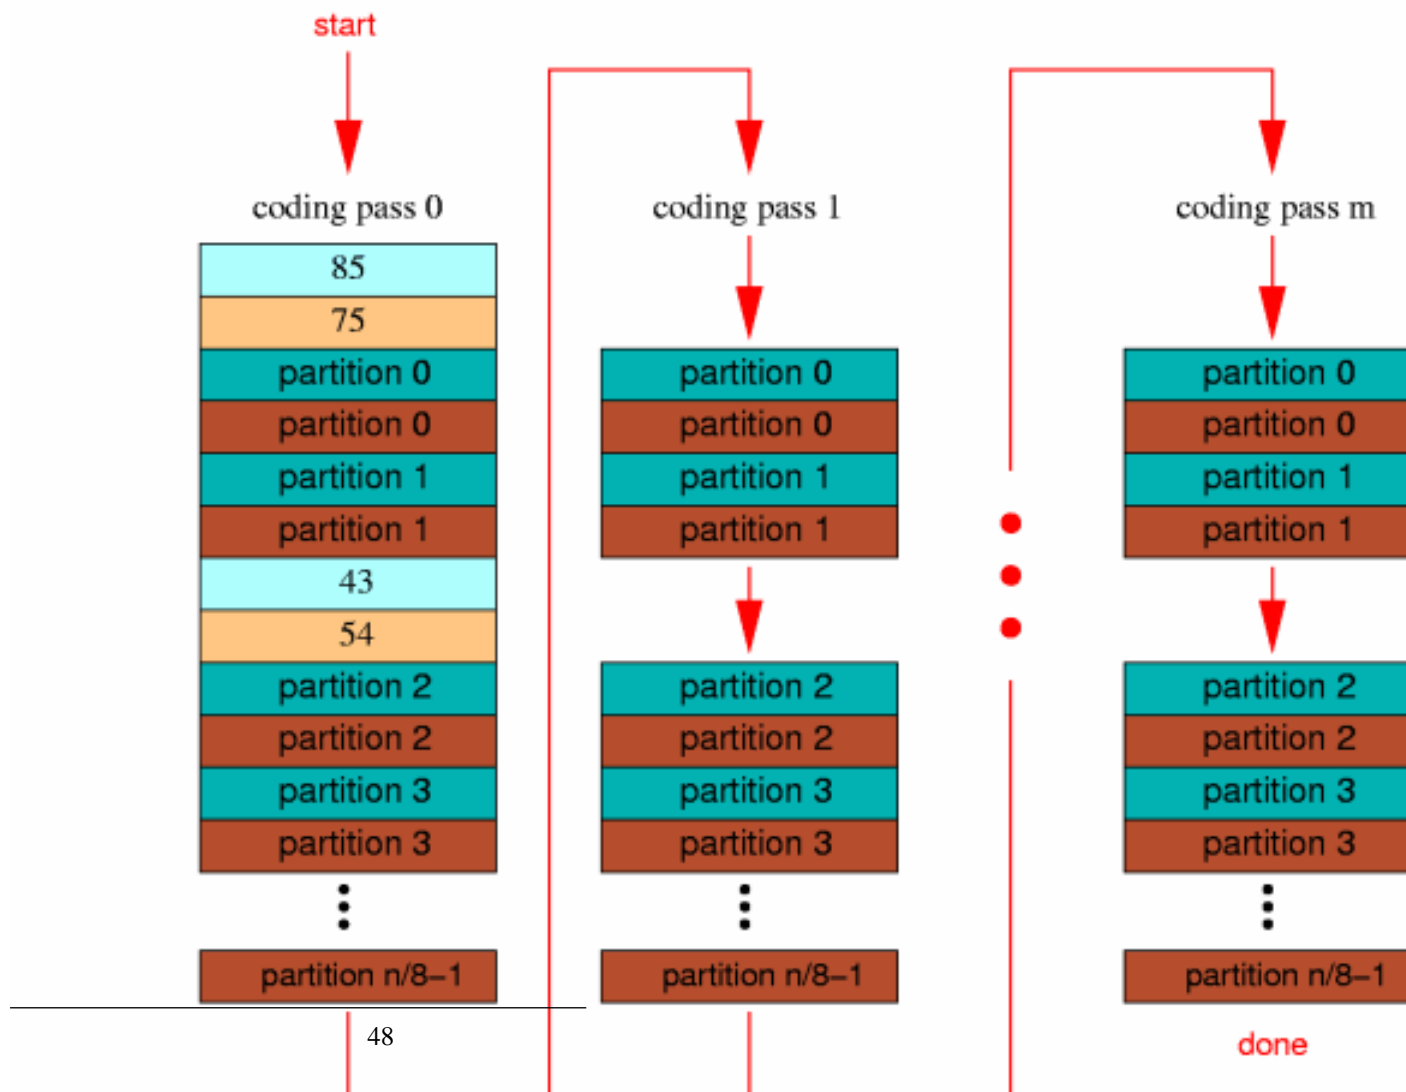 start
coding pass 0
85
75
partition 0
partition 0
partition 1
partition 1
43
54
partition 2
partition 2
partition 3
partition 3
partition n/8−1
48
coding pass 1
partition 0
partition 0
partition 1
partition 1
partition 2
partition 2
partition 3
partition 3
partition n/8−1
coding pass m
partition 0
partition 0
partition 1
partition 1
partition 2
partition 2
partition 3
partition 3
partition n/8−1
done